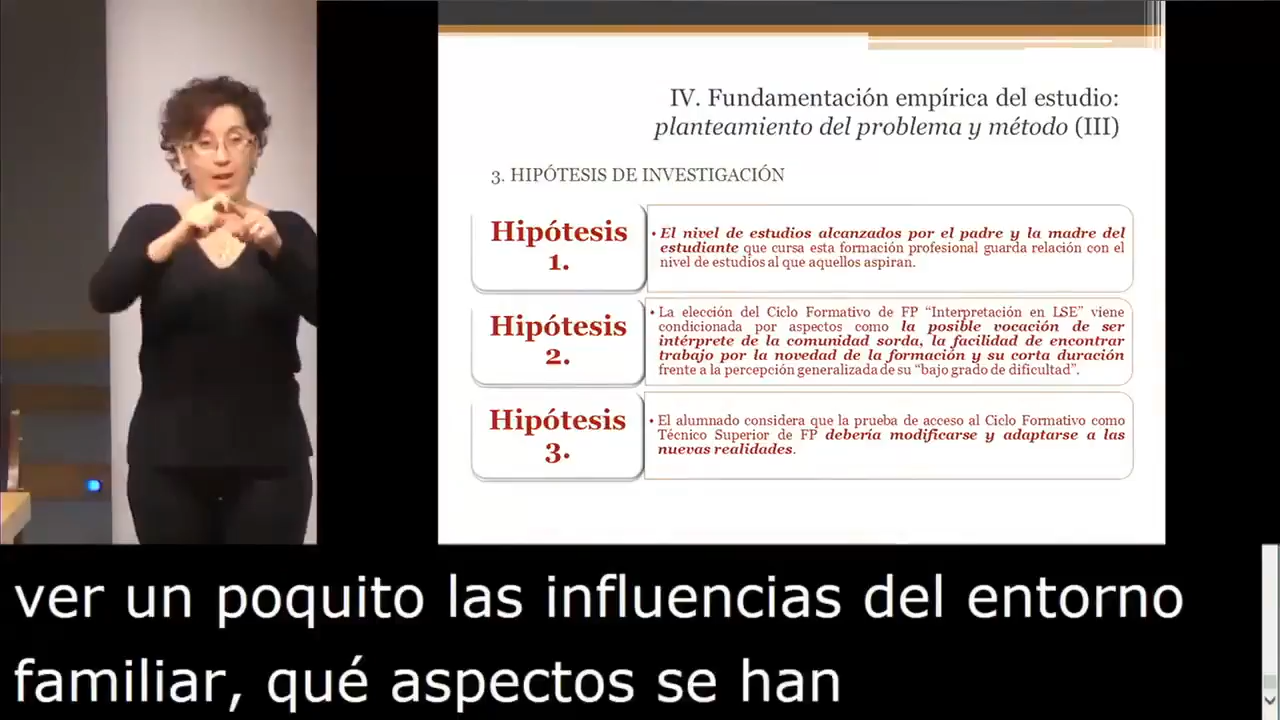 IV. Fundamentación empírica del estudio:
planteamiento del problema y método (III)
3. HIPÓTESIS DE INVESTIGACIÓN
Hipótesis
1.
• El nivel de estudios alcanzados por el padre y la madre del
estudiante que cursa esta formación profesional guarda relación con el
nivel de estudios al que aquellos aspiran.
Hipótesis
2.
• La elección del Ciclo Formativo de FP “Interpretación en LSE” viene
condicionada por aspectos como la posible vocación de ser
intérprete de la comunidad sorda, la facilidad de encontrar
trabajo por la novedad de la formación y su corta duración
frente a la percepción generalizada de su “bajo grado de dificultad”.
Hipótesis
3.
• El alumnado considera que la prueba de acceso al Ciclo Formativo como
Técnico Superior de FP debería modificarse y adaptarse a las
nuevas realidades.
ver un poquito las influencias del entorno
familiar, qué aspectos se han